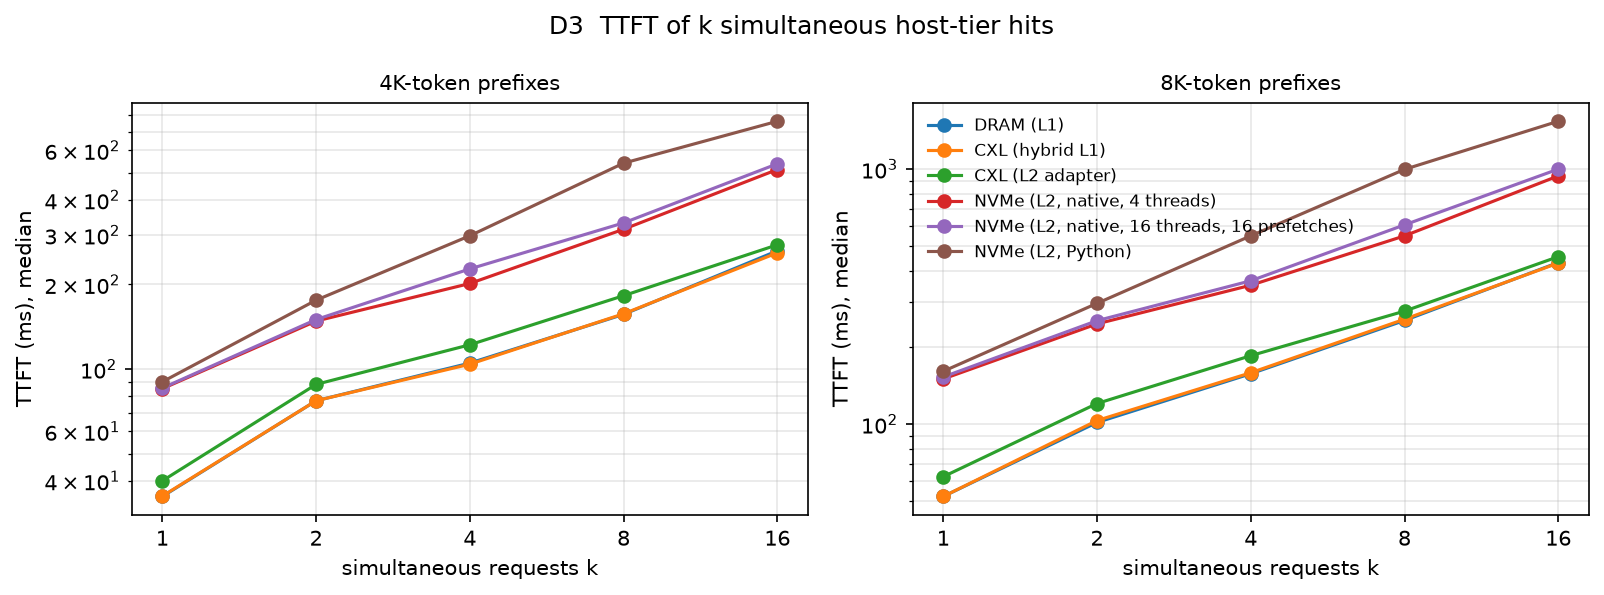 D3 TTFT of k simultaneous host-tier hits
4K-token prefixes
TTFT (ms), median
6 × 10²
4 × 10²
3 × 10²
2 × 10²
10²
6 × 10¹
4 × 10¹
1 2 4 8 16
simultaneous requests k
8K-token prefixes
TTFT (ms), median
10³
10²
DRAM (L1)
CXL (hybrid L1)
CXL (L2 adapter)
NVMe (L2, native, 4 threads)
NVMe (L2, native, 16 threads, 16 prefetches)
NVMe (L2, Python)
1 2 4 8 16
simultaneous requests k